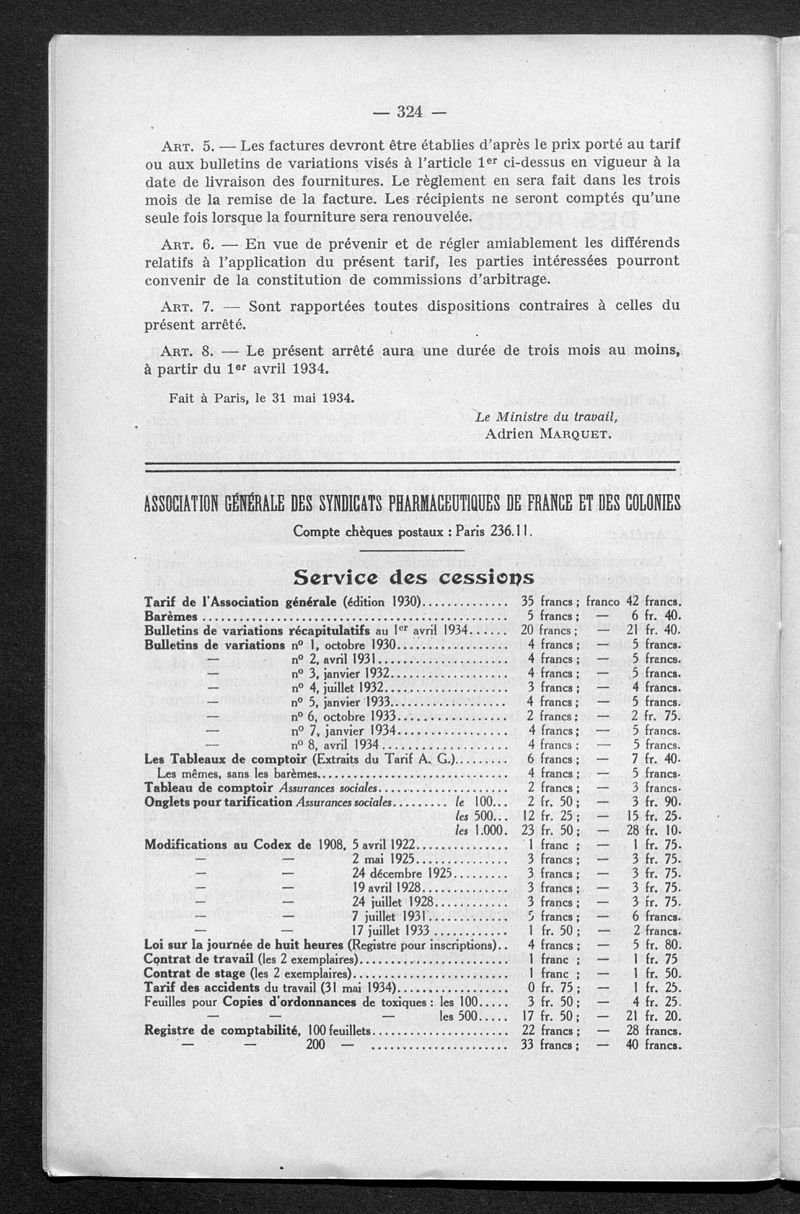 — 324 —
ART. 5. — Les factures devront être établies d'après le prix porté au tarif
ou aux bulletins de variations visés à l'article 1er ci-dessus en vigueur à la
date de livraison des fournitures. Le règlement en sera fait dans les trois
mois de la remise de la facture. Les récipients ne seront comptés qu'une
seule fois lorsque la fourniture sera renouvelée.
ART. 6. — En vue de prévenir et de régler amiablement les différends
relatifs à l'application du présent tarif, les parties intéressées pourront
convenir de la constitution de commissions d'arbitrage.
ART. 7. — Sont rapportées toutes dispositions contraires à celles du
présent arrêté.
ART. 8. — Le présent arrêté aura une durée de trois mois au moins,
à partir du 1er avril 1934.
Fait à Paris, le 31 mai 1934.
Le Ministre du travail,
Adrien MARQUET.
ASSOCIATION GÉNÉRALE DES SYNDICATS PHARMACEUTIQUES DE FRANCE ET DES COLONIES
Compte chèques postaux : Paris 236.11.
Service des cessions
Tarif de l'Association générale (édition 1930).............. 35 francs ; franco 42 francs.
Barèmes .................................................. 5 francs ; — 6 fr. 40.
Bulletins de variations récapitulatifs au 1er avril 1934...... 20 francs ; — 21 fr. 40.
Bulletins de variations nº 1, octobre 1930.................. 4 francs ; — 5 francs.
— nº 2, avril 1931..................... 4 francs ; — 5 francs.
— nº 3, janvier 1932................... 4 francs ; — 5 francs.
— nº 4, juillet 1932.................... 3 francs ; — 4 francs.
— nº 5, janvier 1933................... 4 francs ; — 5 francs.
— nº 6, octobre 1933.................. 2 francs ; — 2 fr. 75.
— nº 7, janvier 1934.................. 4 francs ; — 5 francs.
— nº 8, avril 1934.................... 4 francs ; — 5 francs.
Les Tableaux de comptoir (Extraits du Tarif A. G.)......... 6 francs ; — 7 fr. 40.
Les mêmes, sans les barèmes............................... 4 francs ; — 5 francs.
Tableau de comptoir Assurances sociales..................... 2 francs ; — 3 francs.
Onglets pour tarification Assurances sociales......... le 100... 2 fr. 50 ; — 3 fr. 90.
les 500... 12 fr. 25 ; — 15 fr. 25.
les 1.000. 23 fr. 50 ; — 28 fr. 10.
Modifications au Codex de 1908, 5 avril 1922............... 1 franc ; — 1 fr. 75.
— — 2 mai 1925............... 3 francs ; — 3 fr. 75.
— — 24 décembre 1925......... 3 francs ; — 3 fr. 75.
— — 19 avril 1928.............. 3 francs ; — 3 fr. 75.
— — 24 juillet 1928............ 3 francs ; — 3 fr. 75.
— — 7 juillet 1931............. 5 francs ; — 6 francs.
— — 17 juillet 1933 ............ 1 fr. 50 ; — 2 francs.
Loi sur la journée de huit heures (Registre pour inscriptions).. 4 francs ; — 5 fr. 80.
Contrat de travail (les 2 exemplaires)........................ 1 franc ; — 1 fr. 75
Contrat de stage (les 2 exemplaires)......................... 1 franc ; — 1 fr. 50.
Tarif des accidents du travail (31 mai 1934).................. 0 fr. 75 ; — 1 fr. 25.
Feuilles pour Copies d'ordonnances de toxiques : les 100..... 3 fr. 50 ; — 4 fr. 25.
— — — les 500..... 17 fr. 50 ; — 21 fr. 20.
Registre de comptabilité, 100 feuillets...................... 22 francs ; — 28 francs.
— — 200 — ...................... 33 francs ; — 40 francs.